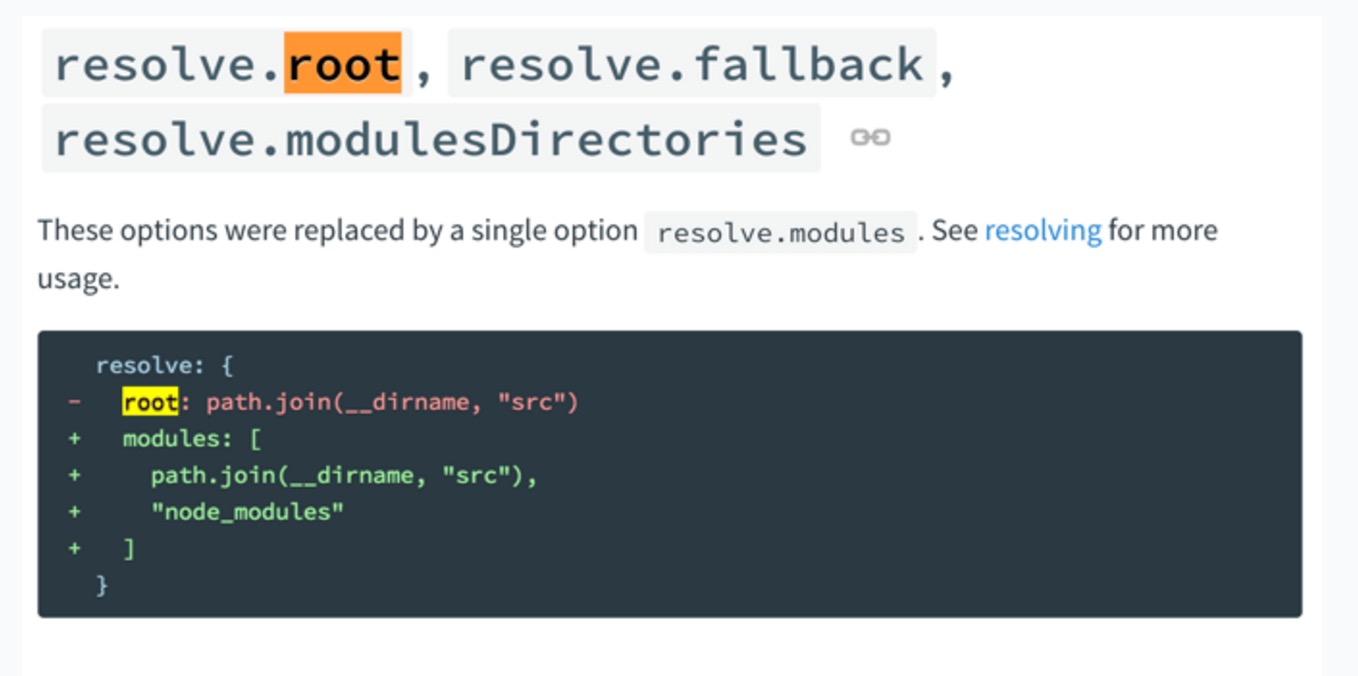 resolve.root, resolve.fallback,
resolve.modulesDirectories
These options were replaced by a single option resolve.modules. See resolving for more
usage.
  resolve: {
-   root: path.join(__dirname, "src")
+   modules: [
+     path.join(__dirname, "src"),
+     "node_modules"
+   ]
  }